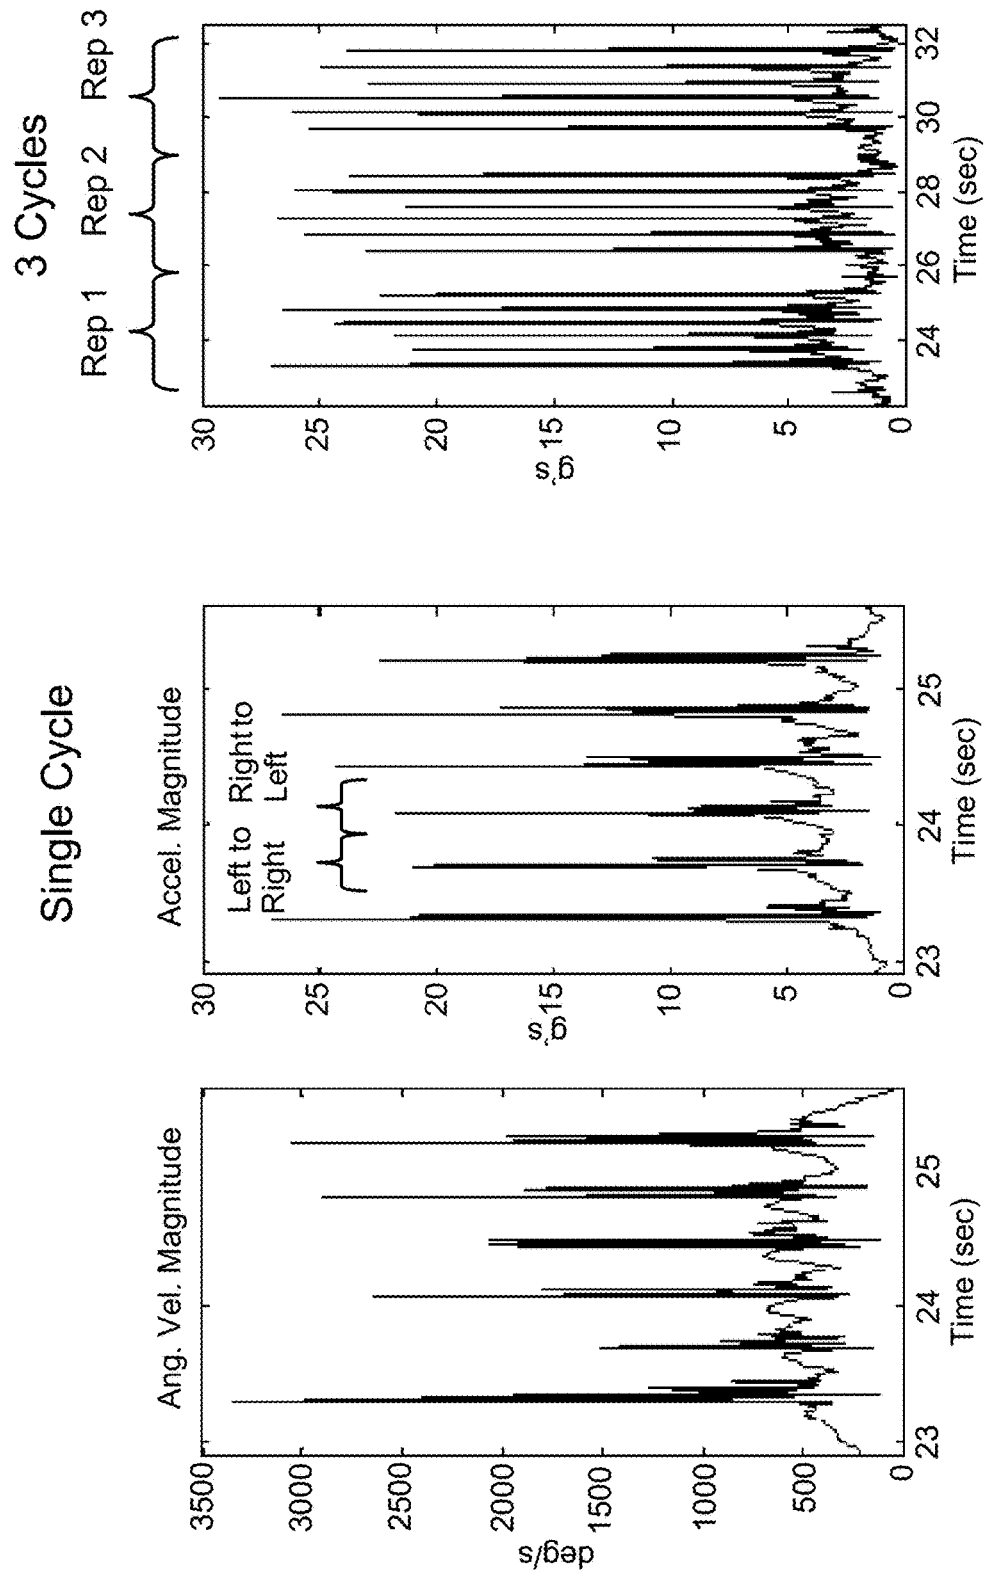 Single Cycle
3 Cycles
Ang. Vel. Magnitude
3500
3000
2500
2000
1500
1000
500
0
deg/s
23
24
25
Time (sec)
Accel. Magnitude
Left to
Right
Right to
Left
30
25
20
15
10
5
0
g's
23
24
25
Time (sec)
Rep 1
Rep 2
Rep 3
30
25
20
15
10
5
0
g's
24
26
28
30
32
Time (sec)